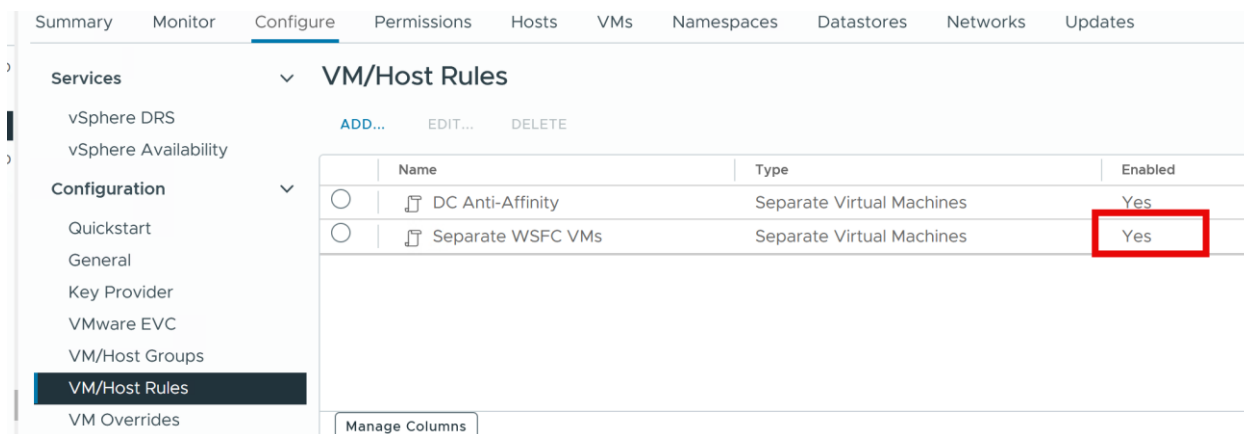 Summary Monitor Configure Permissions Hosts VMs Namespaces Datastores Networks Updates
Services
vSphere DRS
vSphere Availability
Configuration
Quickstart
General
Key Provider
VMware EVC
VM/Host Groups
VM/Host Rules
VM Overrides
VM/Host Rules
ADD... EDIT... DELETE
Name Type Enabled
DC Anti-Affinity Separate Virtual Machines Yes
Separate WSFC VMs Separate Virtual Machines Yes
Manage Columns